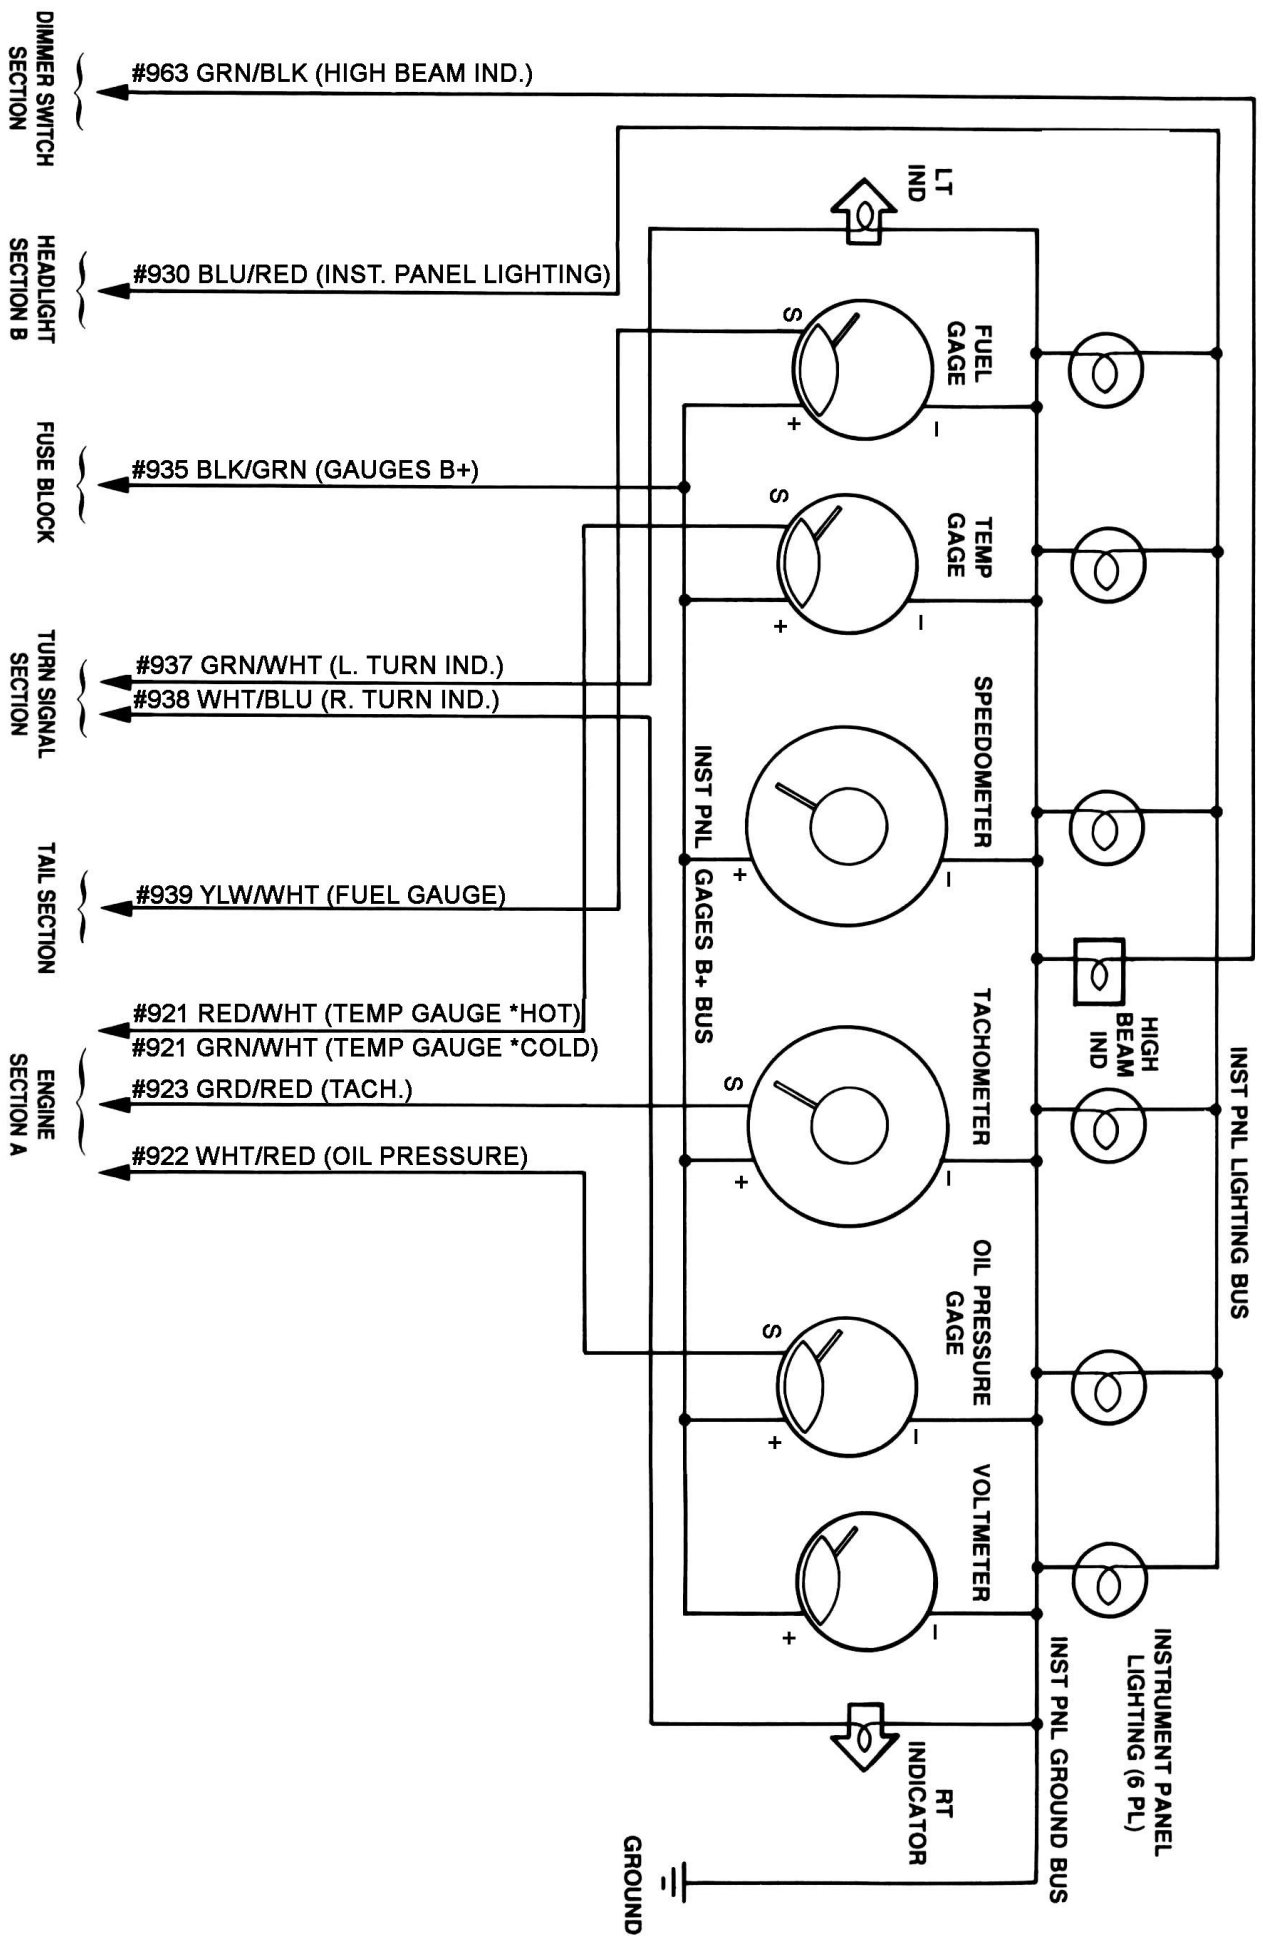 #963 GRN/BLK (HIGH BEAM IND.)
DIMMER SWITCH
SECTION
#930 BLU/RED (INST. PANEL LIGHTING)
HEADLIGHT
SECTION B
#935 BLK/GRN (GAUGES B+)
FUSE BLOCK
#937 GRN/WHT (L. TURN IND.)
#938 WHT/BLU (R. TURN IND.)
TURN SIGNAL
SECTION
#939 YLW/WHT (FUEL GAUGE)
TAIL SECTION
#921 RED/WHT (TEMP GAUGE *HOT)
#921 GRN/WHT (TEMP GAUGE *COLD)
#923 GRD/RED (TACH.)
#922 WHT/RED (OIL PRESSURE)
ENGINE
SECTION A
LT
IND
FUEL
GAGE
S
+
−
TEMP
GAGE
S
+
−
SPEEDOMETER
+
−
INST PNL GAGES B+ BUS
HIGH
BEAM
IND
TACHOMETER
S
+
−
INST PNL LIGHTING BUS
OIL PRESSURE
GAGE
S
+
−
VOLTMETER
+
−
INSTRUMENT PANEL
LIGHTING (6 PL)
INST PNL GROUND BUS
RT
INDICATOR
GROUND